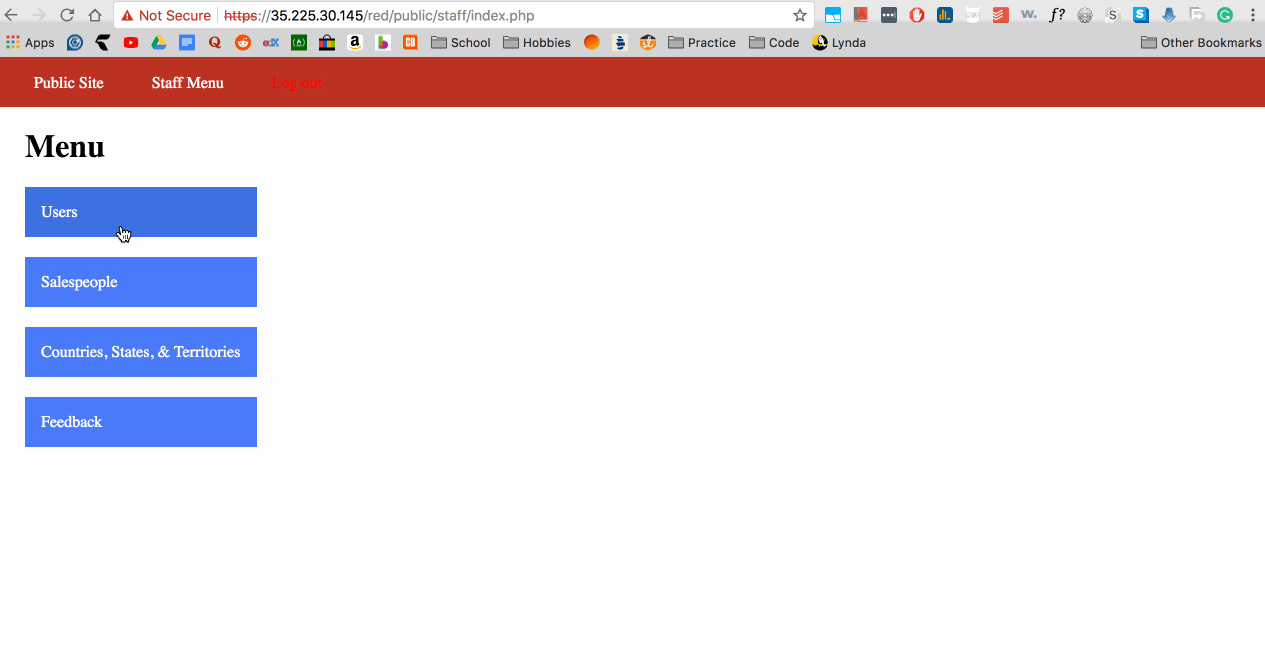 Not Secure https://35.225.30.145/red/public/staff/index.php
Apps School Hobbies Practice Code Lynda Other Bookmarks
Public Site Staff Menu Log out
Menu
Users
Salespeople
Countries, States, & Territories
Feedback